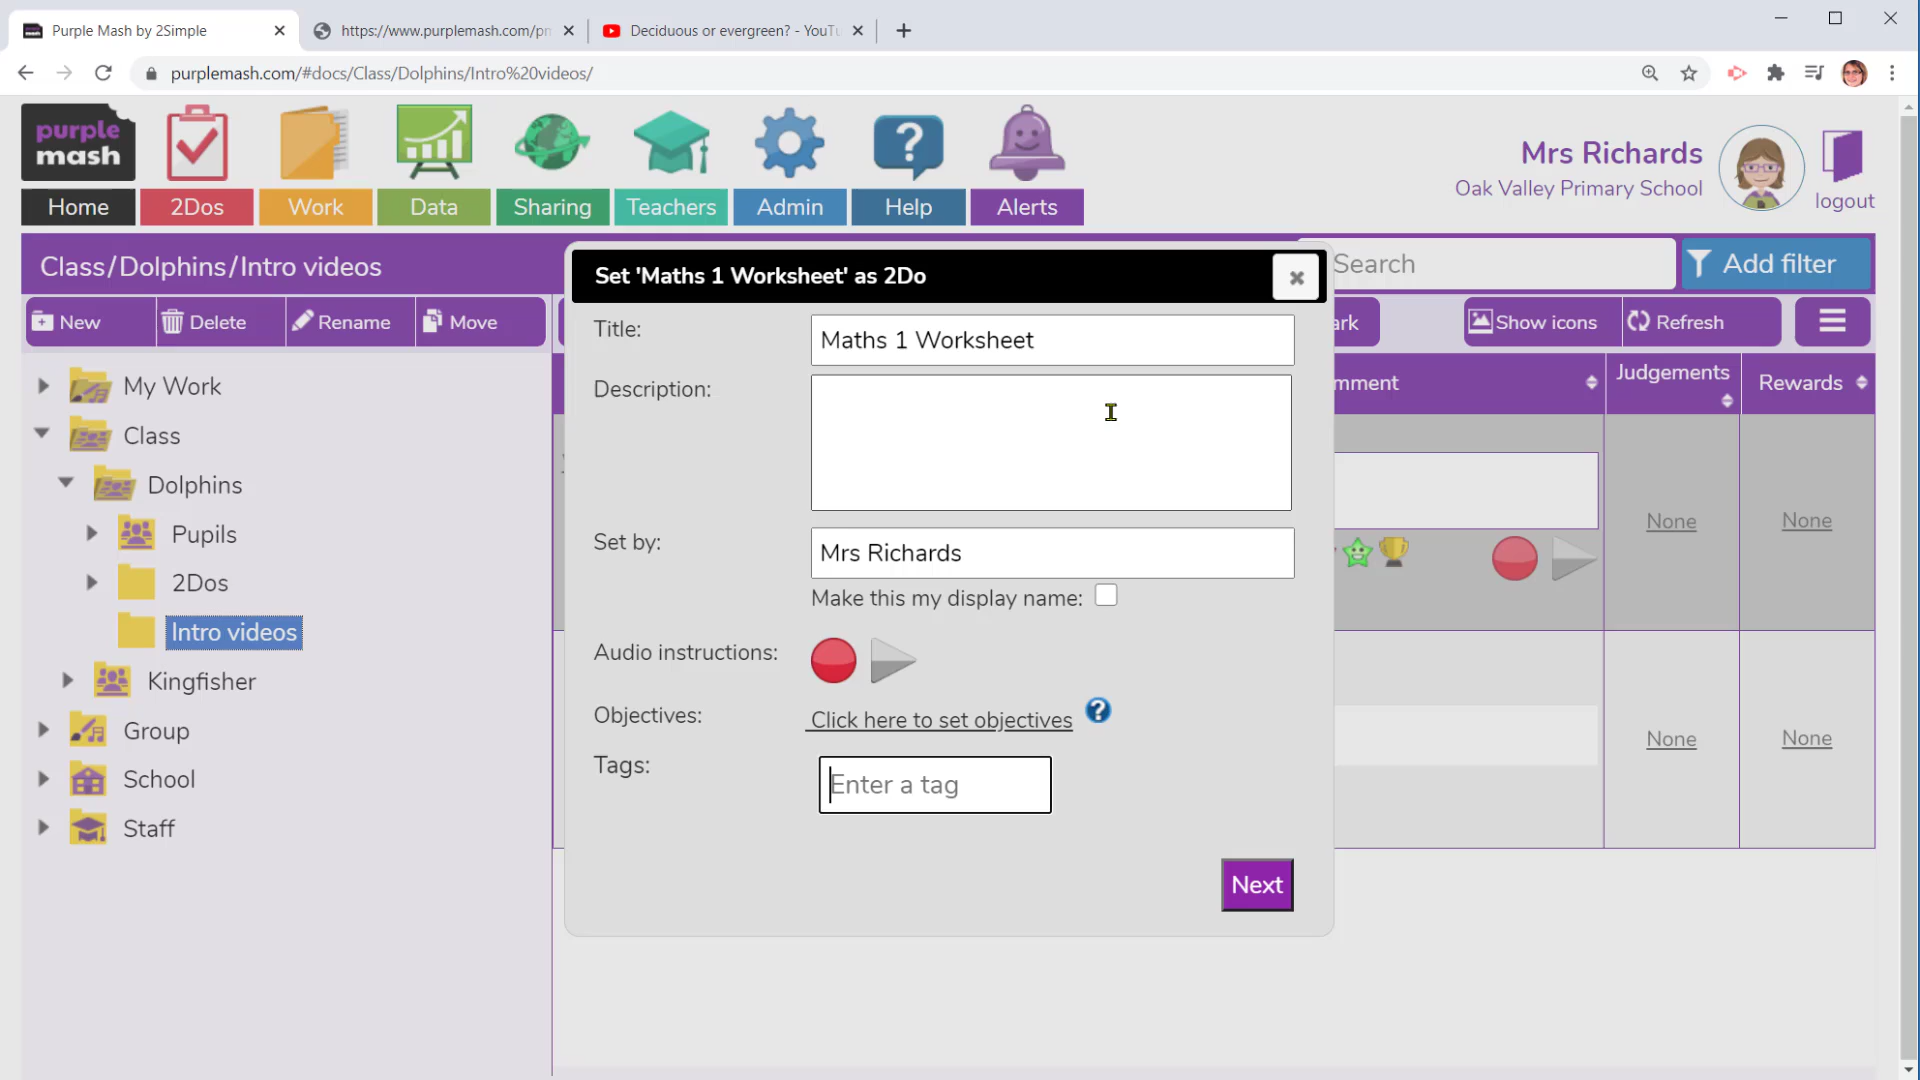 Purple Mash by 2Simple
https://www.purplemash.com/pm
Deciduous or evergreen? - YouTu
purplemash.com/#docs/Class/Dolphins/Intro%20videos/
purple
mash
Home
2Dos
Work
Data
Sharing
Teachers
Admin
Help
Alerts
Mrs Richards
Oak Valley Primary School
logout
Class/Dolphins/Intro videos
Search
Add filter
New
Delete
Rename
Move
ark
Show icons
Refresh
mment
Judgements
Rewards
My Work
Class
Dolphins
Pupils
2Dos
Intro videos
Kingfisher
Group
School
Staff
Set 'Maths 1 Worksheet' as 2Do
Title:
Maths 1 Worksheet
Description:
Set by:
Mrs Richards
Make this my display name:
Audio instructions:
Objectives:
Click here to set objectives
Tags:
Enter a tag
Next
None
None
None
None